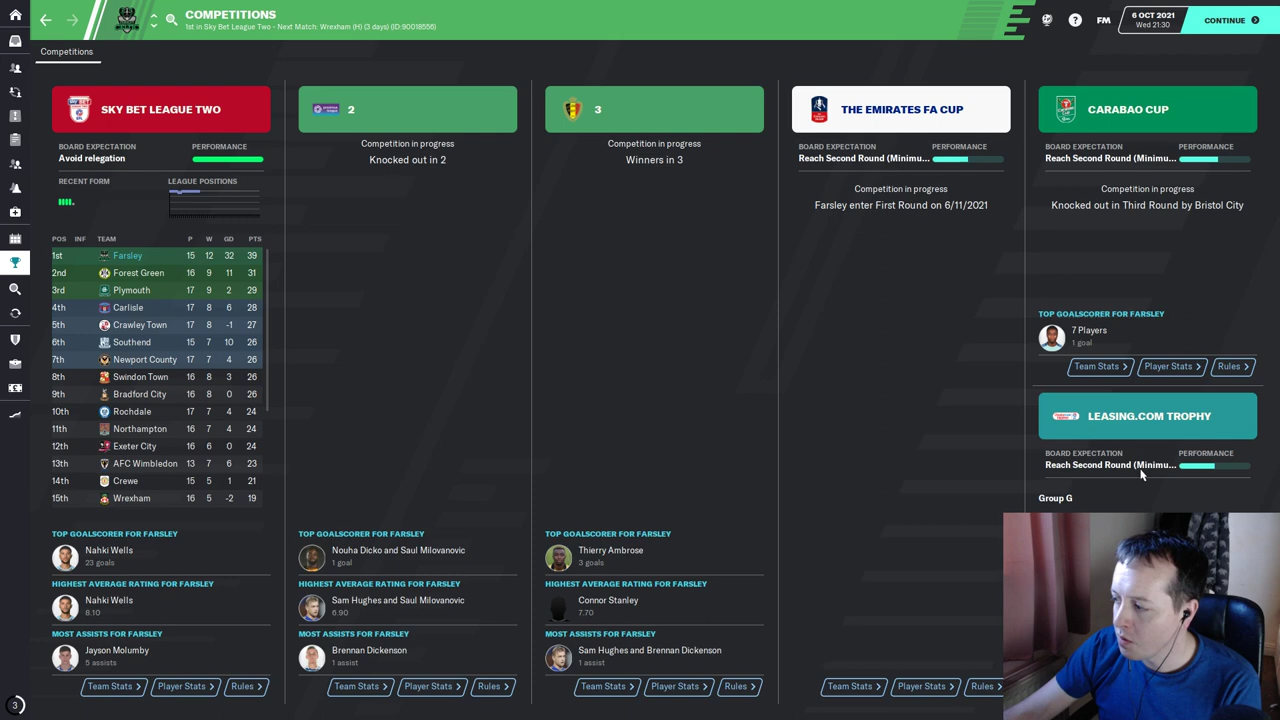 COMPETITIONS
1st in Sky Bet League Two - Next Match: Wrexham (H) (3 days) (ID:90018556)
FM
6 OCT 2021
Wed 21:30
CONTINUE
Competitions
SKY BET LEAGUE TWO
BOARD EXPECTATION PERFORMANCE
Avoid relegation
RECENT FORM LEAGUE POSITIONS
POS INF TEAM P W GD PTS
1st Farsley 15 12 32 39
2nd Forest Green 16 9 11 31
3rd Plymouth 17 9 2 29
4th Carlisle 17 8 6 28
5th Crawley Town 17 8 -1 27
6th Southend 15 7 10 26
7th Newport County 17 7 4 26
8th Swindon Town 16 8 3 26
9th Bradford City 16 8 0 26
10th Rochdale 17 7 4 24
11th Northampton 16 7 4 24
12th Exeter City 16 6 0 24
13th AFC Wimbledon 13 7 6 23
14th Crewe 15 5 1 21
15th Wrexham 16 5 -2 19
TOP GOALSCORER FOR FARSLEY
Nahki Wells
23 goals
HIGHEST AVERAGE RATING FOR FARSLEY
Nahki Wells
8.10
MOST ASSISTS FOR FARSLEY
Jayson Molumby
5 assists
Team Stats Player Stats Rules
2
Competition in progress
Knocked out in 2
TOP GOALSCORER FOR FARSLEY
Nouha Dicko and Saul Milovanovic
1 goal
HIGHEST AVERAGE RATING FOR FARSLEY
Sam Hughes and Saul Milovanovic
6.90
MOST ASSISTS FOR FARSLEY
Brennan Dickenson
1 assist
Team Stats Player Stats Rules
3
Competition in progress
Winners in 3
TOP GOALSCORER FOR FARSLEY
Thierry Ambrose
3 goals
HIGHEST AVERAGE RATING FOR FARSLEY
Connor Stanley
7.70
MOST ASSISTS FOR FARSLEY
Sam Hughes and Brennan Dickenson
1 assist
Team Stats Player Stats Rules
THE EMIRATES FA CUP
BOARD EXPECTATION PERFORMANCE
Reach Second Round (Minimu...
Competition in progress
Farsley enter First Round on 6/11/2021
Team Stats Player Stats Rules
CARABAO CUP
BOARD EXPECTATION PERFORMANCE
Reach Second Round (Minimu...
Competition in progress
Knocked out in Third Round by Bristol City
TOP GOALSCORER FOR FARSLEY
7 Players
1 goal
Team Stats Player Stats Rules
LEASING.COM TROPHY
BOARD EXPECTATION PERFORMANCE
Reach Second Round (Minimu...
Group G
3